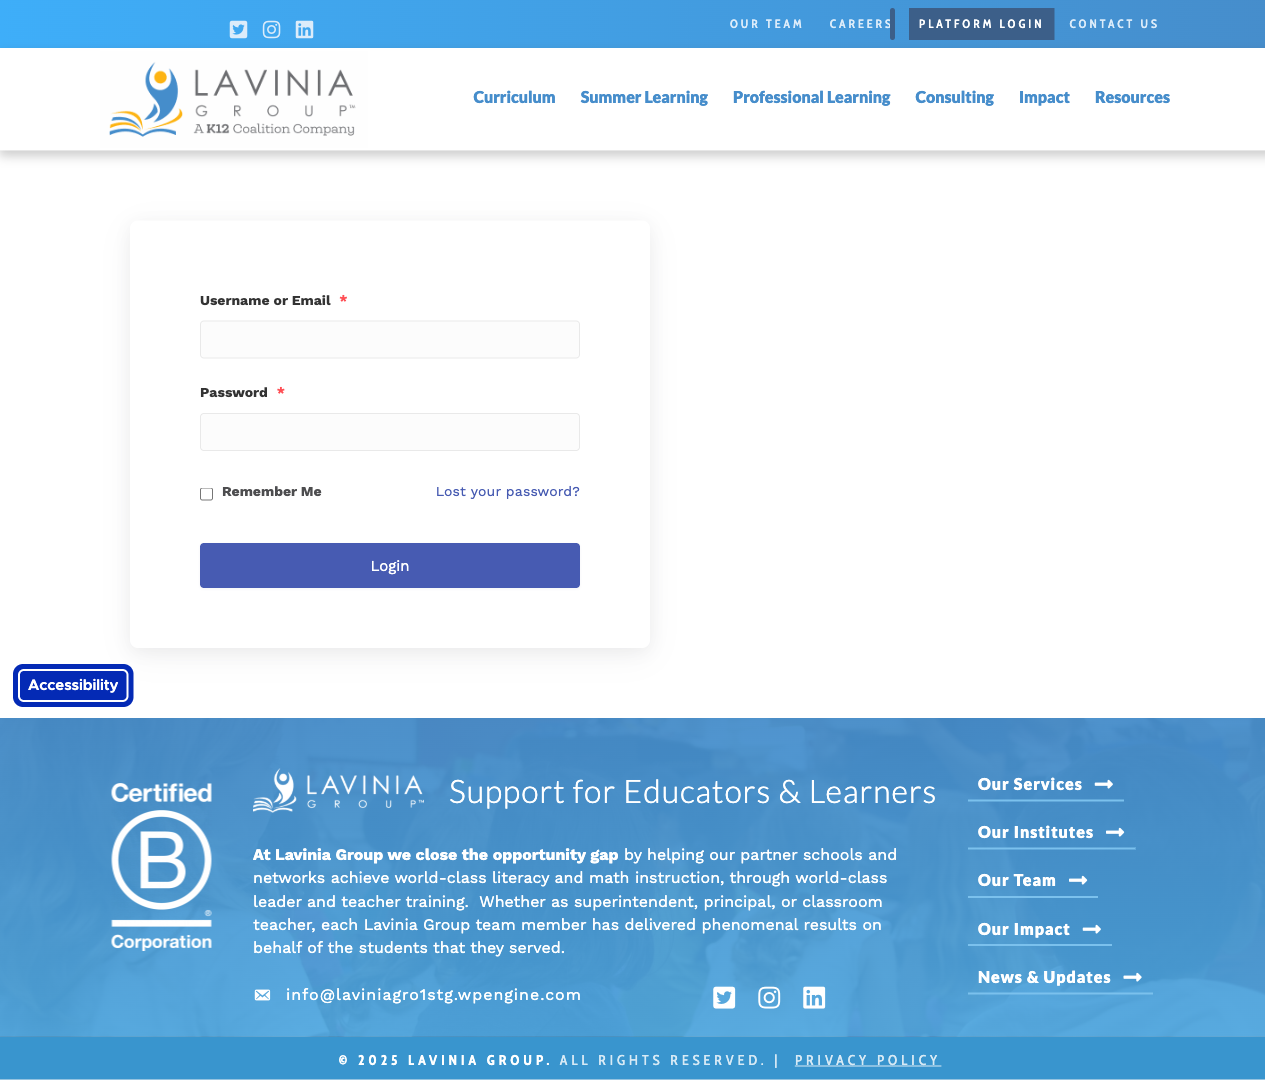 OUR TEAM CAREERS PLATFORM LOGIN CONTACT US
LAVINIA
GROUP™
A K12 Coalition Company
Curriculum Summer Learning Professional Learning Consulting Impact Resources
Username or Email *
Password *
Remember Me Lost your password?
Login
Accessibility
Certified
B
®
Corporation
LAVINIA
GROUP™
Support for Educators & Learners
At Lavinia Group we close the opportunity gap by helping our partner schools and
networks achieve world-class literacy and math instruction, through world-class
leader and teacher training. Whether as superintendent, principal, or classroom
teacher, each Lavinia Group team member has delivered phenomenal results on
behalf of the students that they served.
info@laviniagro1stg.wpengine.com
Our Services
Our Institutes
Our Team
Our Impact
News & Updates
© 2025 LAVINIA GROUP. ALL RIGHTS RESERVED. | PRIVACY POLICY